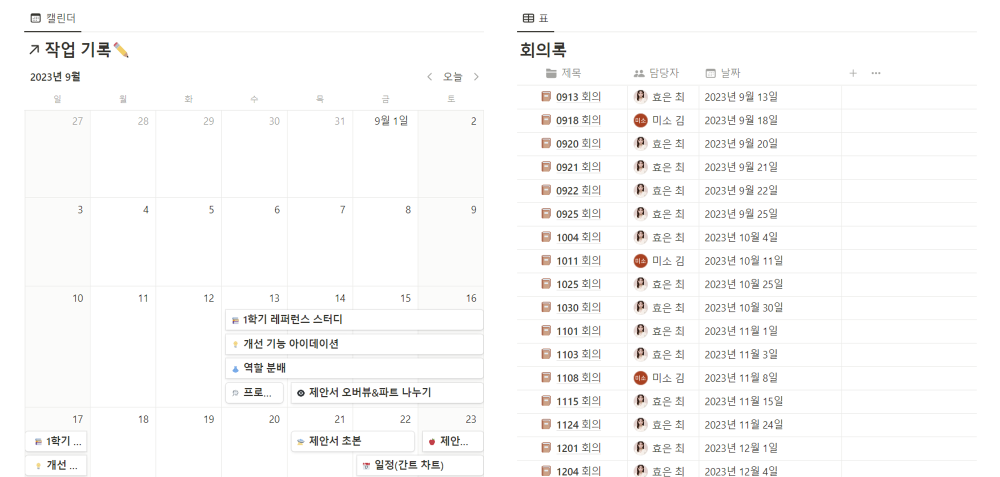 캘린더
작업 기록
2023년 9월
오늘
일 월 화 수 목 금 토
27 28 29 30 31 9월 1일 2
3 4 5 6 7 8 9
10 11 12 13 14 15 16
1학기 레퍼런스 스터디
개선 기능 아이데이션
역할 분배
프로... 제안서 오버뷰&파트 나누기
17 18 19 20 21 22 23
1학기 ... 제안서 초본 제안...
개선 ... 일정(간트 차트)
표
회의록
제목 담당자 날짜
0913 회의 효은 최 2023년 9월 13일
0918 회의 미소 미소 김 2023년 9월 18일
0920 회의 효은 최 2023년 9월 20일
0921 회의 효은 최 2023년 9월 21일
0922 회의 효은 최 2023년 9월 22일
0925 회의 효은 최 2023년 9월 25일
1004 회의 효은 최 2023년 10월 4일
1011 회의 미소 미소 김 2023년 10월 11일
1025 회의 효은 최 2023년 10월 25일
1030 회의 효은 최 2023년 10월 30일
1101 회의 효은 최 2023년 11월 1일
1103 회의 효은 최 2023년 11월 3일
1108 회의 미소 미소 김 2023년 11월 8일
1115 회의 효은 최 2023년 11월 15일
1124 회의 효은 최 2023년 11월 24일
1201 회의 효은 최 2023년 12월 1일
1204 회의 효은 최 2023년 12월 4일